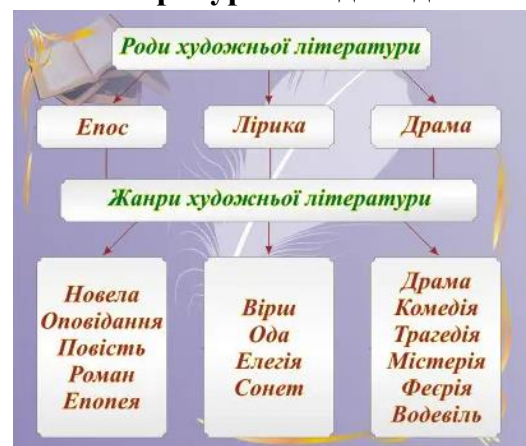 Роди художньої літератури
Епос
Лірика
Драма
Жанри художньої літератури
Новела
Оповідання
Повість
Роман
Епопея
Вірш
Ода
Елегія
Сонет
Драма
Комедія
Трагедія
Містерія
Феєрія
Водевіль